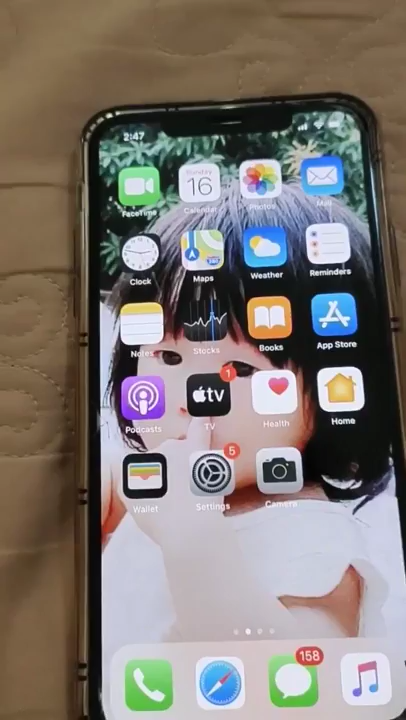 2:47
Monday
16
FaceTime Calendar Photos Mail
Clock Maps Weather Reminders
Notes Stocks Books App Store
tv 1
Podcasts TV Health Home
5
Wallet Settings Camera
158